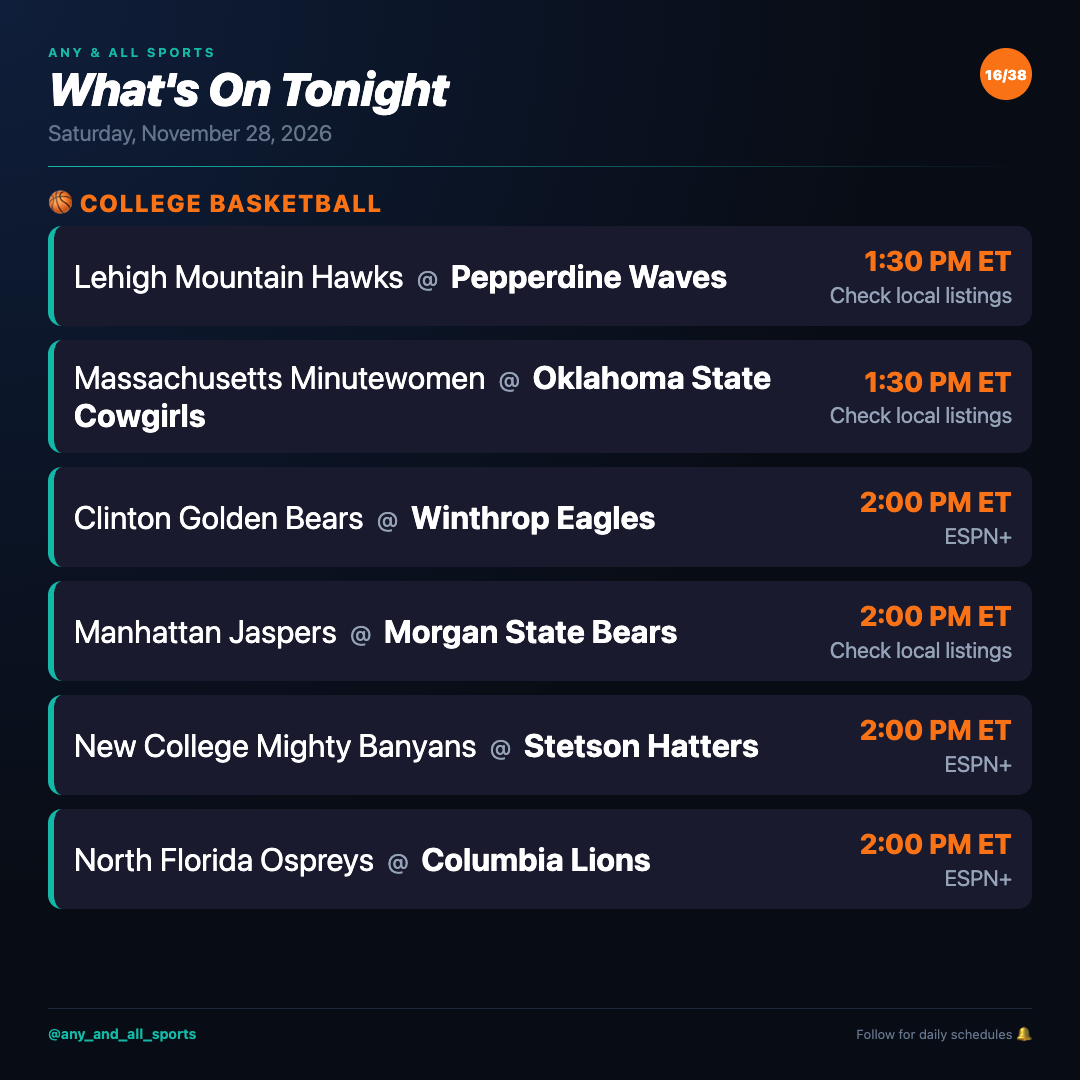 ANY & ALL SPORTS
What's On Tonight
Saturday, November 28, 2026
16/38
🏀 COLLEGE BASKETBALL
Lehigh Mountain Hawks @ Pepperdine Waves
1:30 PM ET
Check local listings
Massachusetts Minutewomen @ Oklahoma State
Cowgirls
1:30 PM ET
Check local listings
Clinton Golden Bears @ Winthrop Eagles
2:00 PM ET
ESPN+
Manhattan Jaspers @ Morgan State Bears
2:00 PM ET
Check local listings
New College Mighty Banyans @ Stetson Hatters
2:00 PM ET
ESPN+
North Florida Ospreys @ Columbia Lions
2:00 PM ET
ESPN+
@any_and_all_sports
Follow for daily schedules 🔔